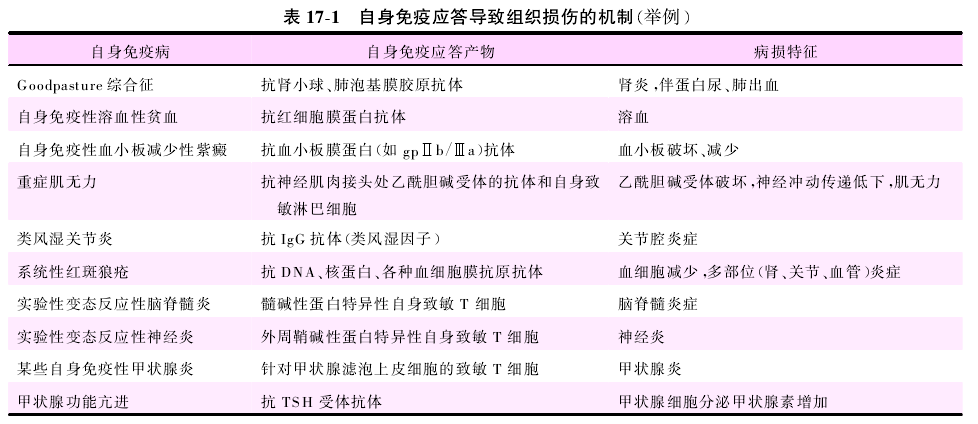 表 17-1 自身免疫应答导致组织损伤的机制(举例)
自身免疫病 自身免疫应答产物 病损特征
Goodpasture 综合征 抗肾小球、肺泡基膜胶原抗体 肾炎,伴蛋白尿、肺出血
自身免疫性溶血性贫血 抗红细胞膜蛋白抗体 溶血
自身免疫性血小板减少性紫癜 抗血小板膜蛋白(如 gpⅡb/Ⅲa)抗体 血小板破坏、减少
重症肌无力 抗神经肌肉接头处乙酰胆碱受体的抗体和自身致 乙酰胆碱受体破坏,神经冲动传递低下,肌无力
敏淋巴细胞
类风湿关节炎 抗 IgG 抗体(类风湿因子) 关节腔炎症
系统性红斑狼疮 抗 DNA、核蛋白、各种血细胞膜抗原抗体 血细胞减少,多部位(肾、关节、血管)炎症
实验性变态反应性脑脊髓炎 髓碱性蛋白特异性自身致敏 T 细胞 脑脊髓炎症
实验性变态反应性神经炎 外周鞘碱性蛋白特异性自身致敏 T 细胞 神经炎
某些自身免疫性甲状腺炎 针对甲状腺滤泡上皮细胞的致敏 T 细胞 甲状腺炎
甲状腺功能亢进 抗 TSH 受体抗体 甲状腺细胞分泌甲状腺素增加